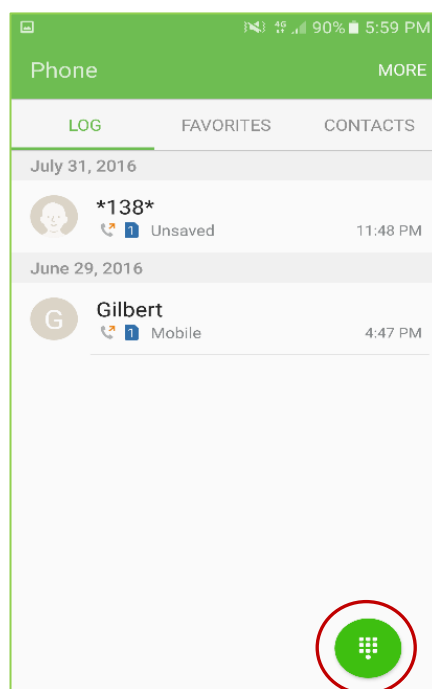 4G 90% 5:59 PM
Phone MORE
LOG FAVORITES CONTACTS
July 31, 2016
*138*
1 Unsaved 11:48 PM
June 29, 2016
G Gilbert
1 Mobile 4:47 PM